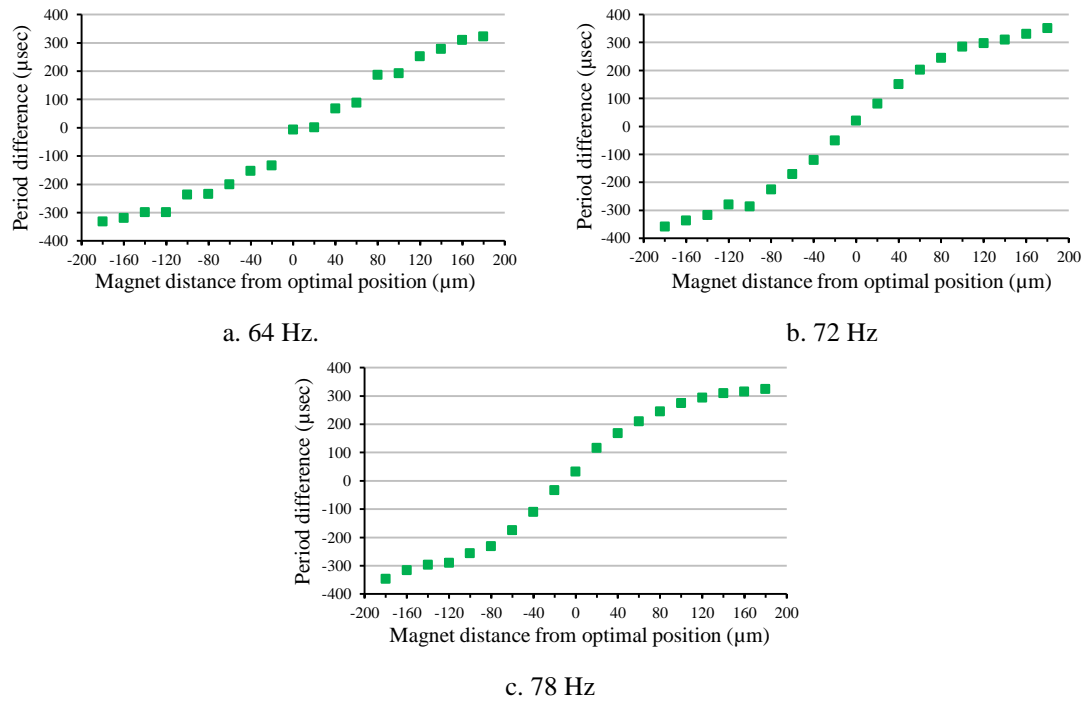 400
300
200
100
0
-100
-200
-300
-400
Period difference (µsec)
-200 -160 -120 -80 -40 0 40 80 120 160 200
Magnet distance from optimal position (µm)
a. 64 Hz.
400
300
200
100
0
-100
-200
-300
-400
Period difference (µsec)
-200 -160 -120 -80 -40 0 40 80 120 160 200
Magnet distance from optimal position (µm)
b. 72 Hz
400
300
200
100
0
-100
-200
-300
-400
Period difference (µsec)
-200 -160 -120 -80 -40 0 40 80 120 160 200
Magnet distance from optimal position (µm)
c. 78 Hz